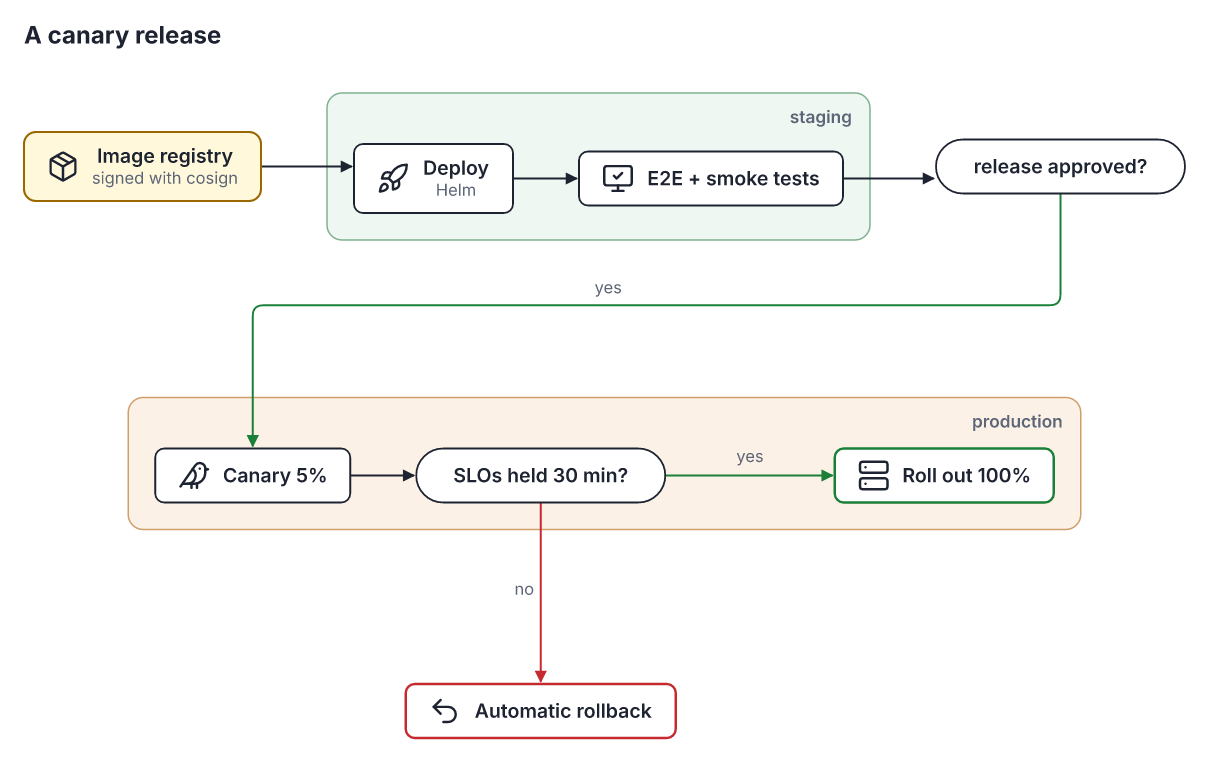 A canary release
staging
Image registry
signed with cosign
Deploy
Helm
E2E + smoke tests
release approved?
yes
production
Canary 5%
SLOs held 30 min?
yes
Roll out 100%
no
Automatic rollback